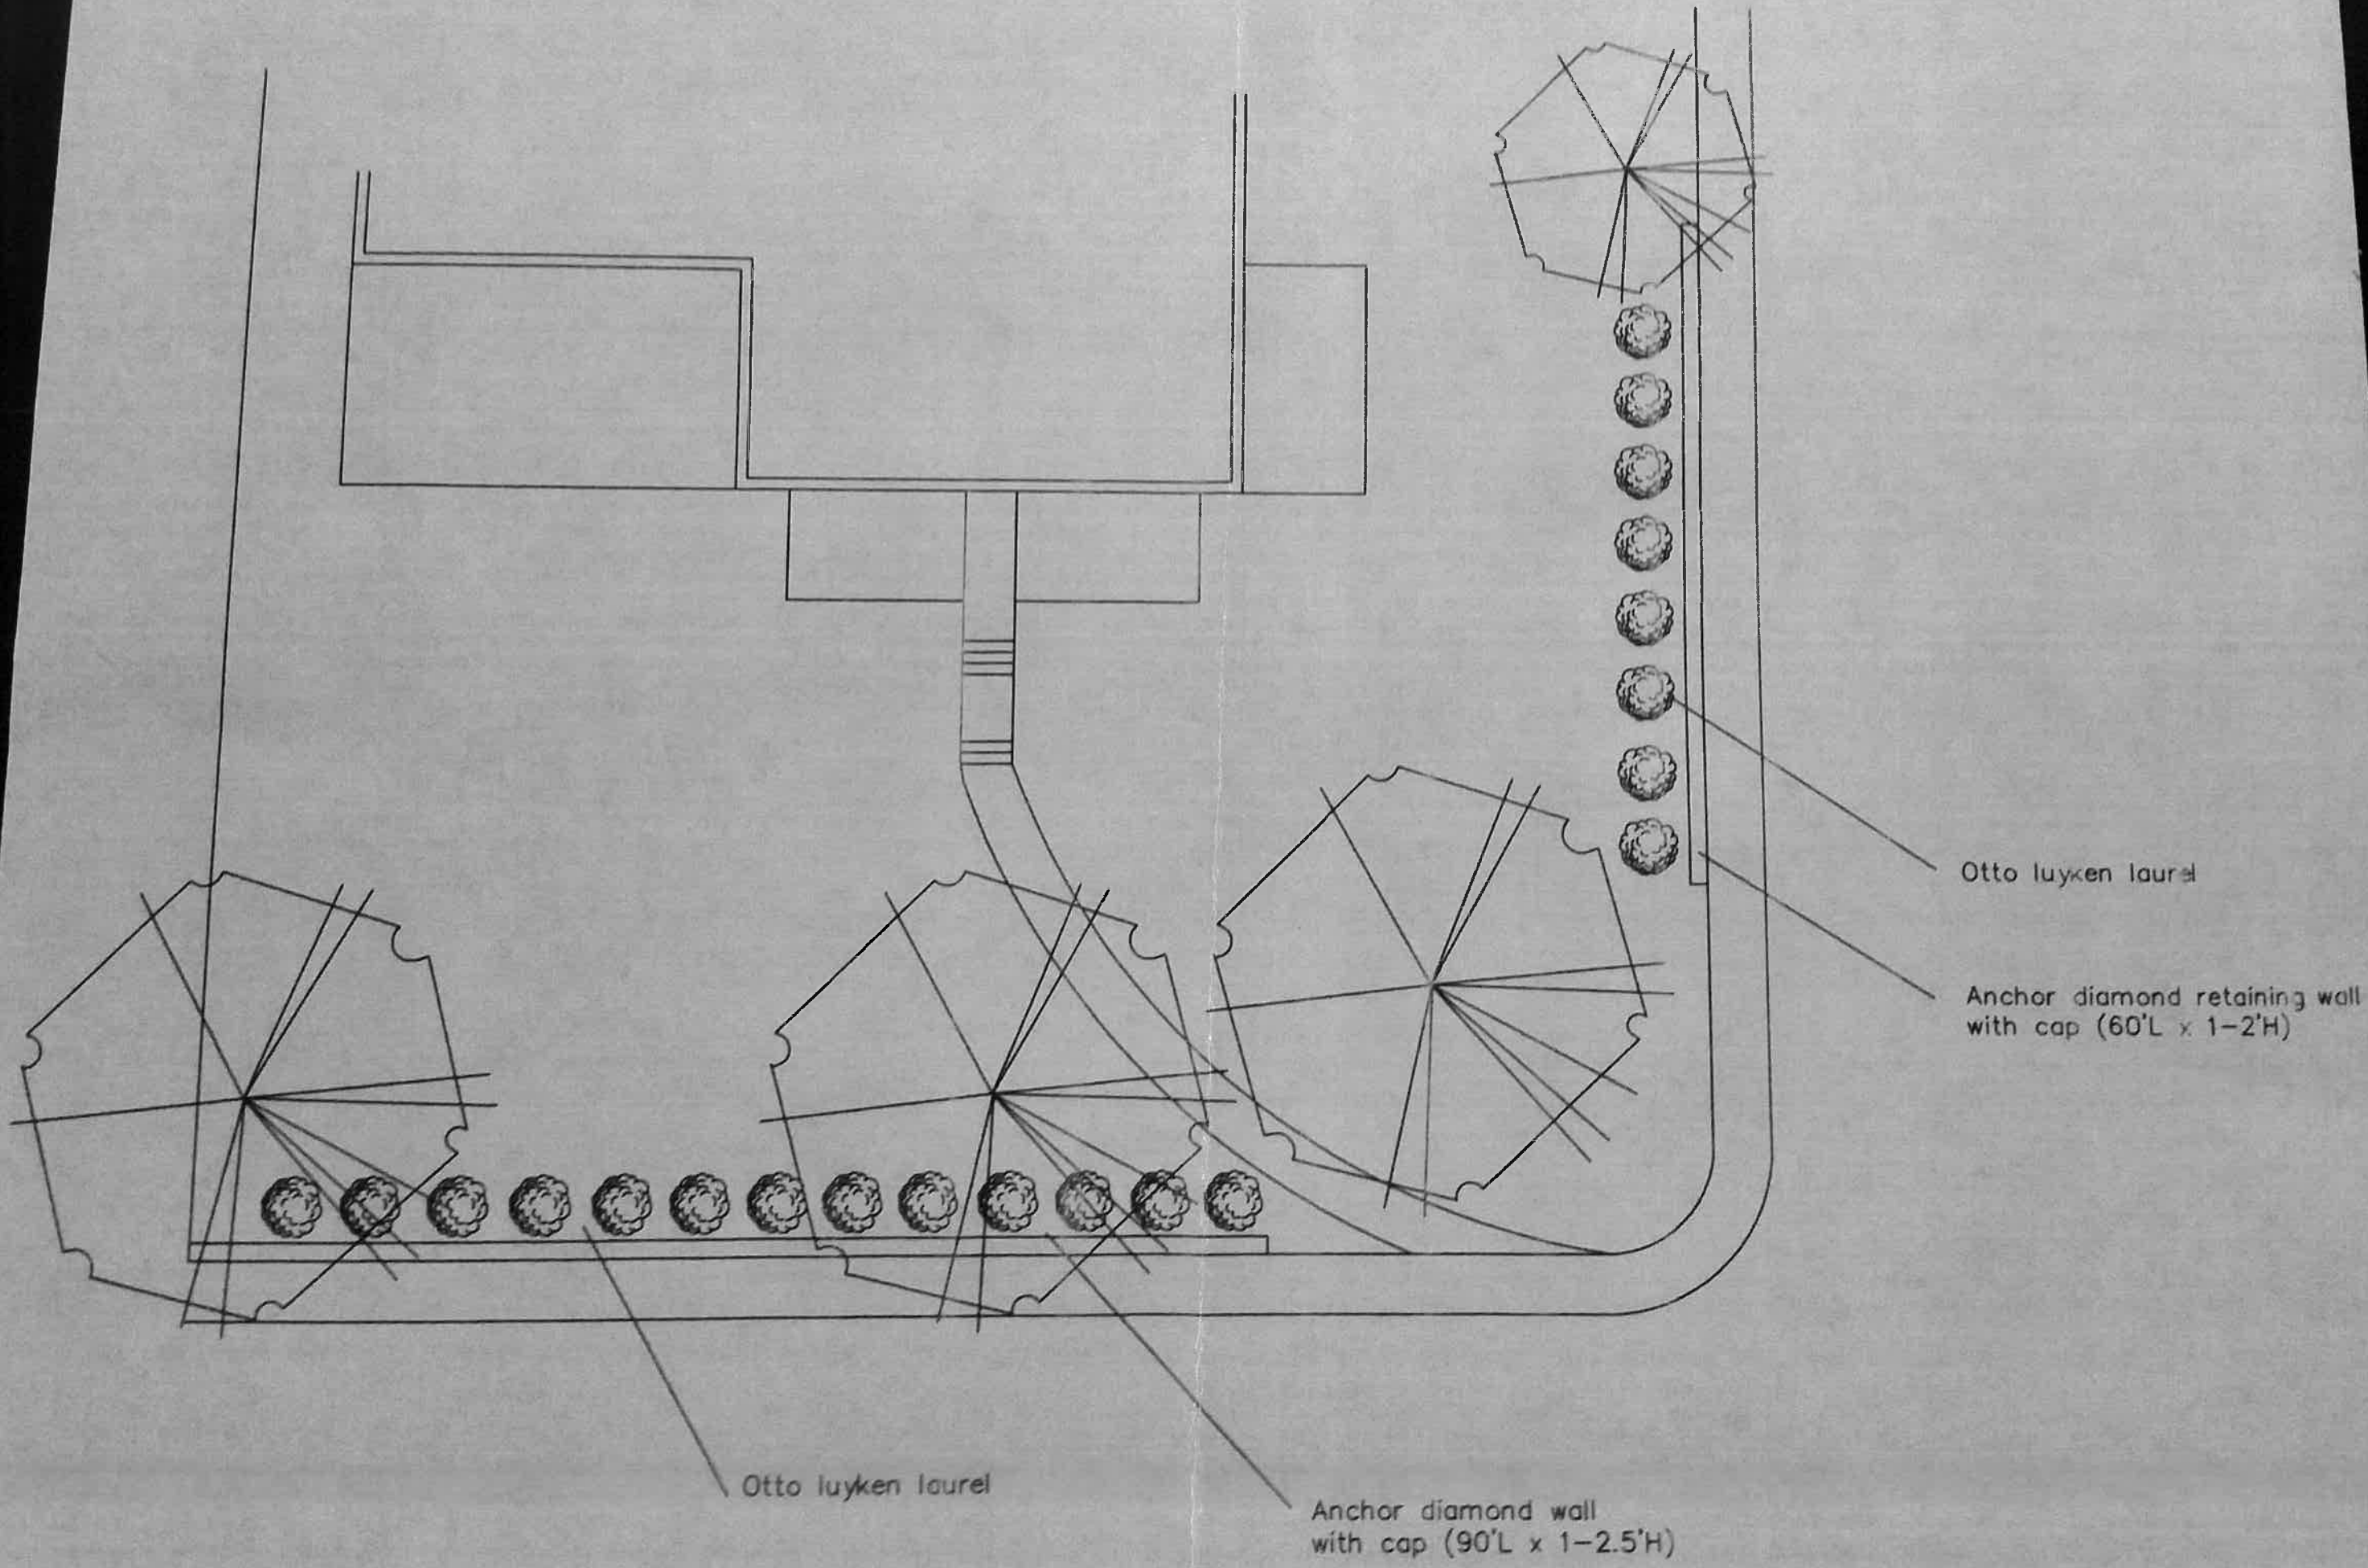 Otto luyken laurel
Anchor diamond retaining wall
with cap (60'L x 1-2'H)
Otto luyken laurel
Anchor diamond wall
with cap (90'L x 1-2.5'H)